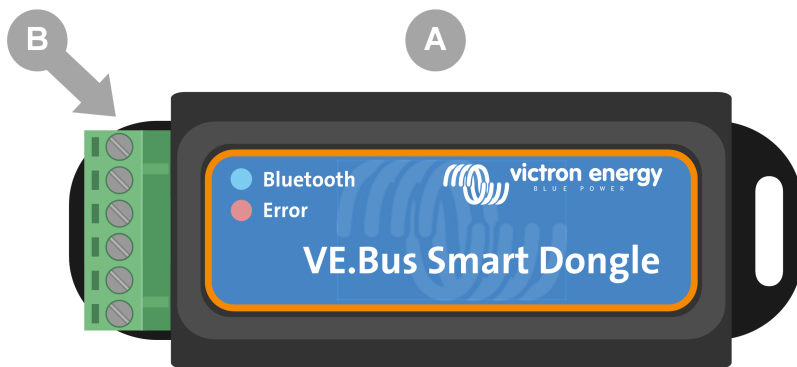 B
A
Bluetooth
victron energy
BLUE POWER
Error
VE.Bus Smart Dongle